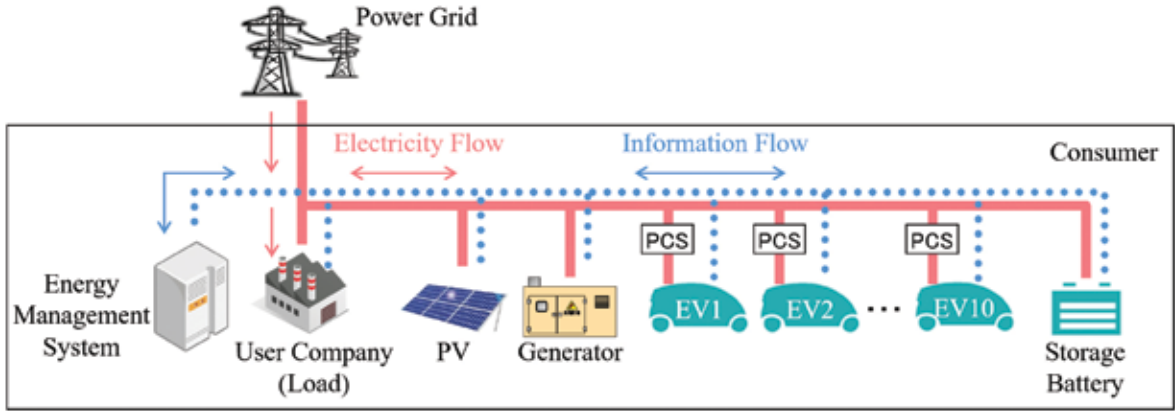 Power Grid
Electricity Flow
Information Flow
Consumer
PCS
PCS
PCS
Energy
Management
System
User Company
(Load)
PV
Generator
EV1
EV2
...
EV10
Storage
Battery